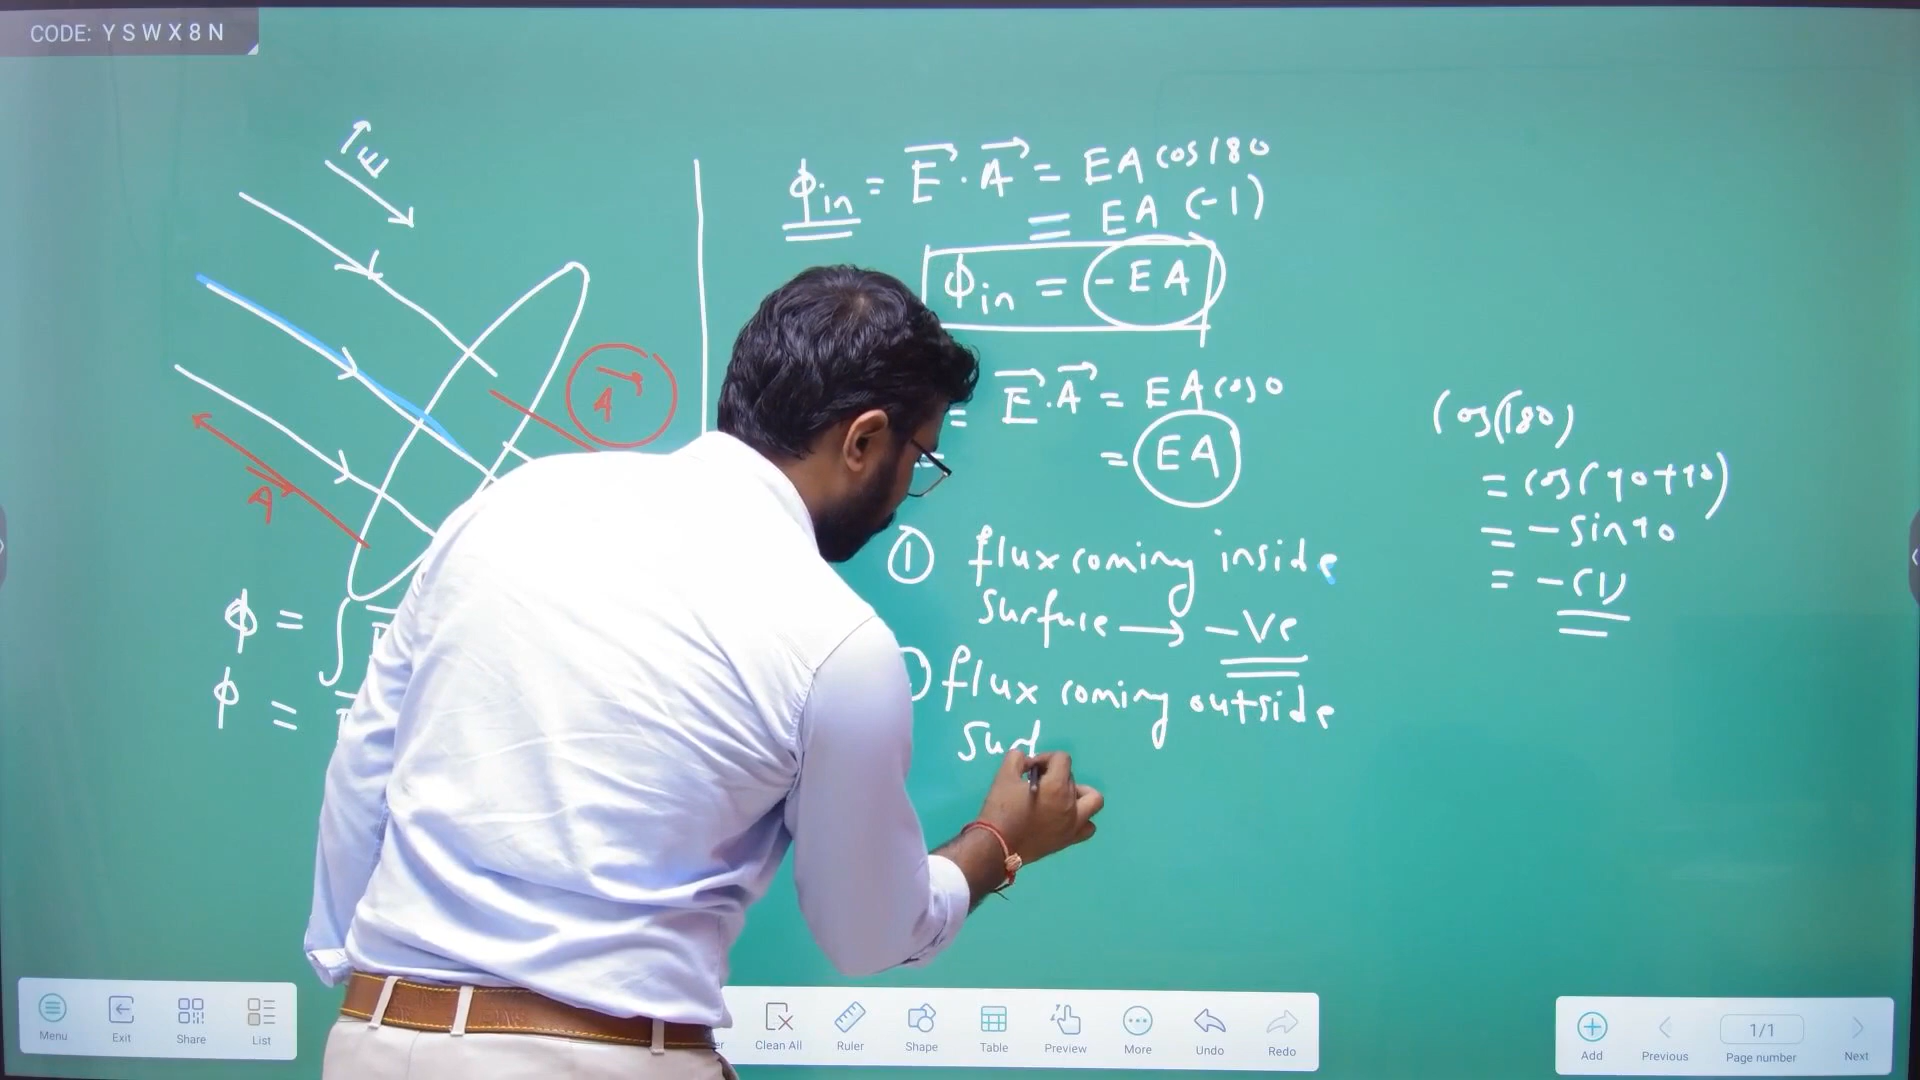 CODE: YSWX8N
E
ϕin = E . A = EA cos 180
= EA (-1)
ϕin = -EA
A
= E . A = EA cos 0
= EA
A
cos(180)
= cos(90+90)
= - sin 90
= -(1)
① flux coming inside
surface → -ve
flux coming outside
Surf
ϕ = ∫
ϕ =
Menu
Exit
Share
List
Clean All
Ruler
Shape
Table
Preview
More
Undo
Redo
Add
Previous
1/1
Page number
Next